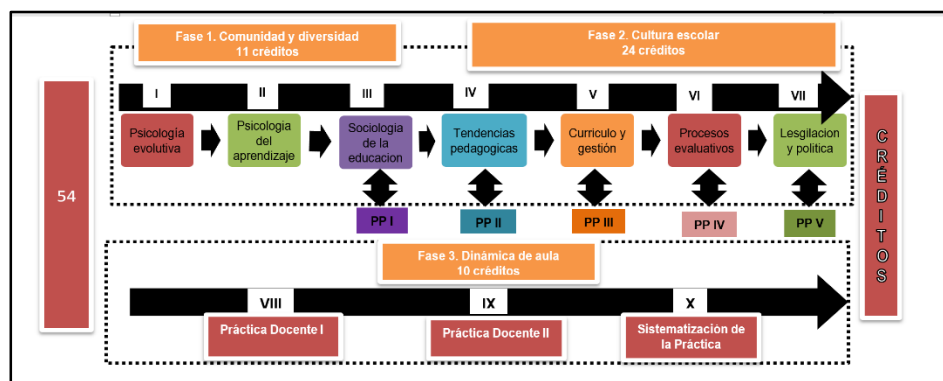 Fase 1. Comunidad y diversidad
11 créditos
Fase 2. Cultura escolar
24 créditos
I
II
III
IV
V
VI
VII
Psicología
evolutiva
Psicologia
del
aprendizaje
Sociologia
de la
educacion
Tendencias
pedagogicas
Currículo y
gestión
Procesos
evaluativos
Lesgilacion
y politica
54
CRÉDITOS
PP I
PP II
PP III
PP IV
PP V
Fase 3. Dinámica de aula
10 créditos
VIII
IX
X
Práctica Docente I
Práctica Docente II
Sistematización de
la Práctica